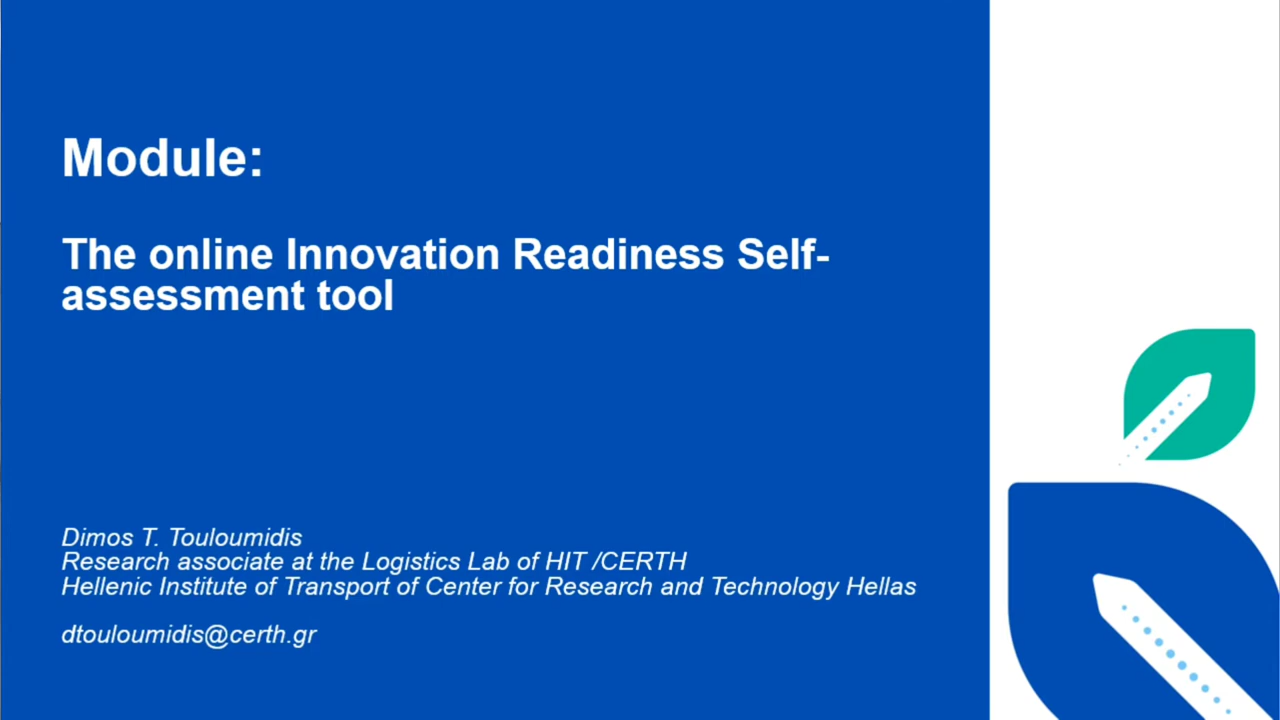 Module:
The online Innovation Readiness Self-
assessment tool
Dimos T. Touloumidis
Research associate at the Logistics Lab of HIT /CERTH
Hellenic Institute of Transport of Center for Research and Technology Hellas
dtouloumidis@certh.gr